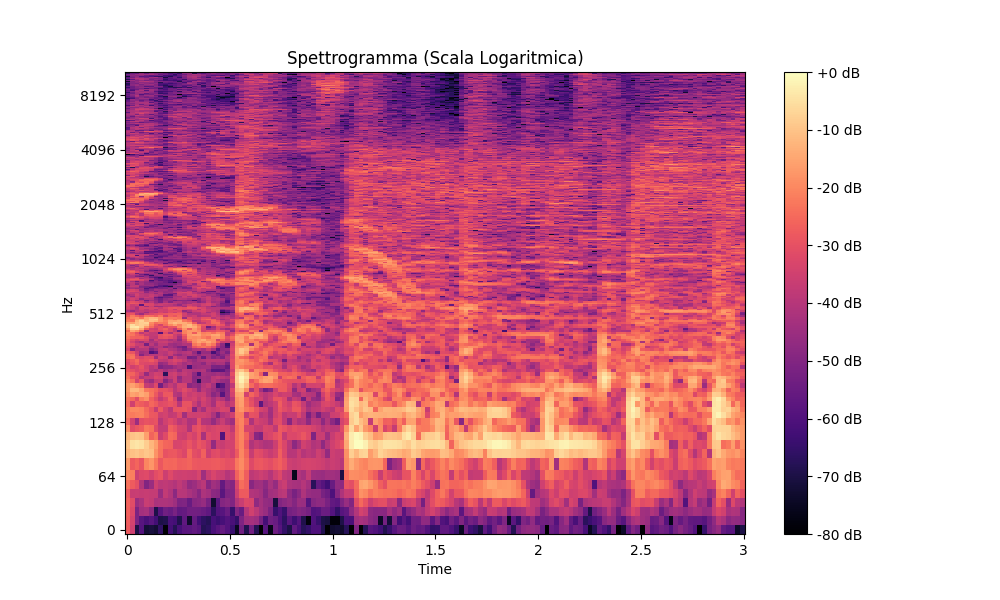 Spettrogramma (Scala Logaritmica)
Hz
8192
4096
2048
1024
512
256
128
64
0
0 0.5 1 1.5 2 2.5 3
Time
+0 dB
-10 dB
-20 dB
-30 dB
-40 dB
-50 dB
-60 dB
-70 dB
-80 dB